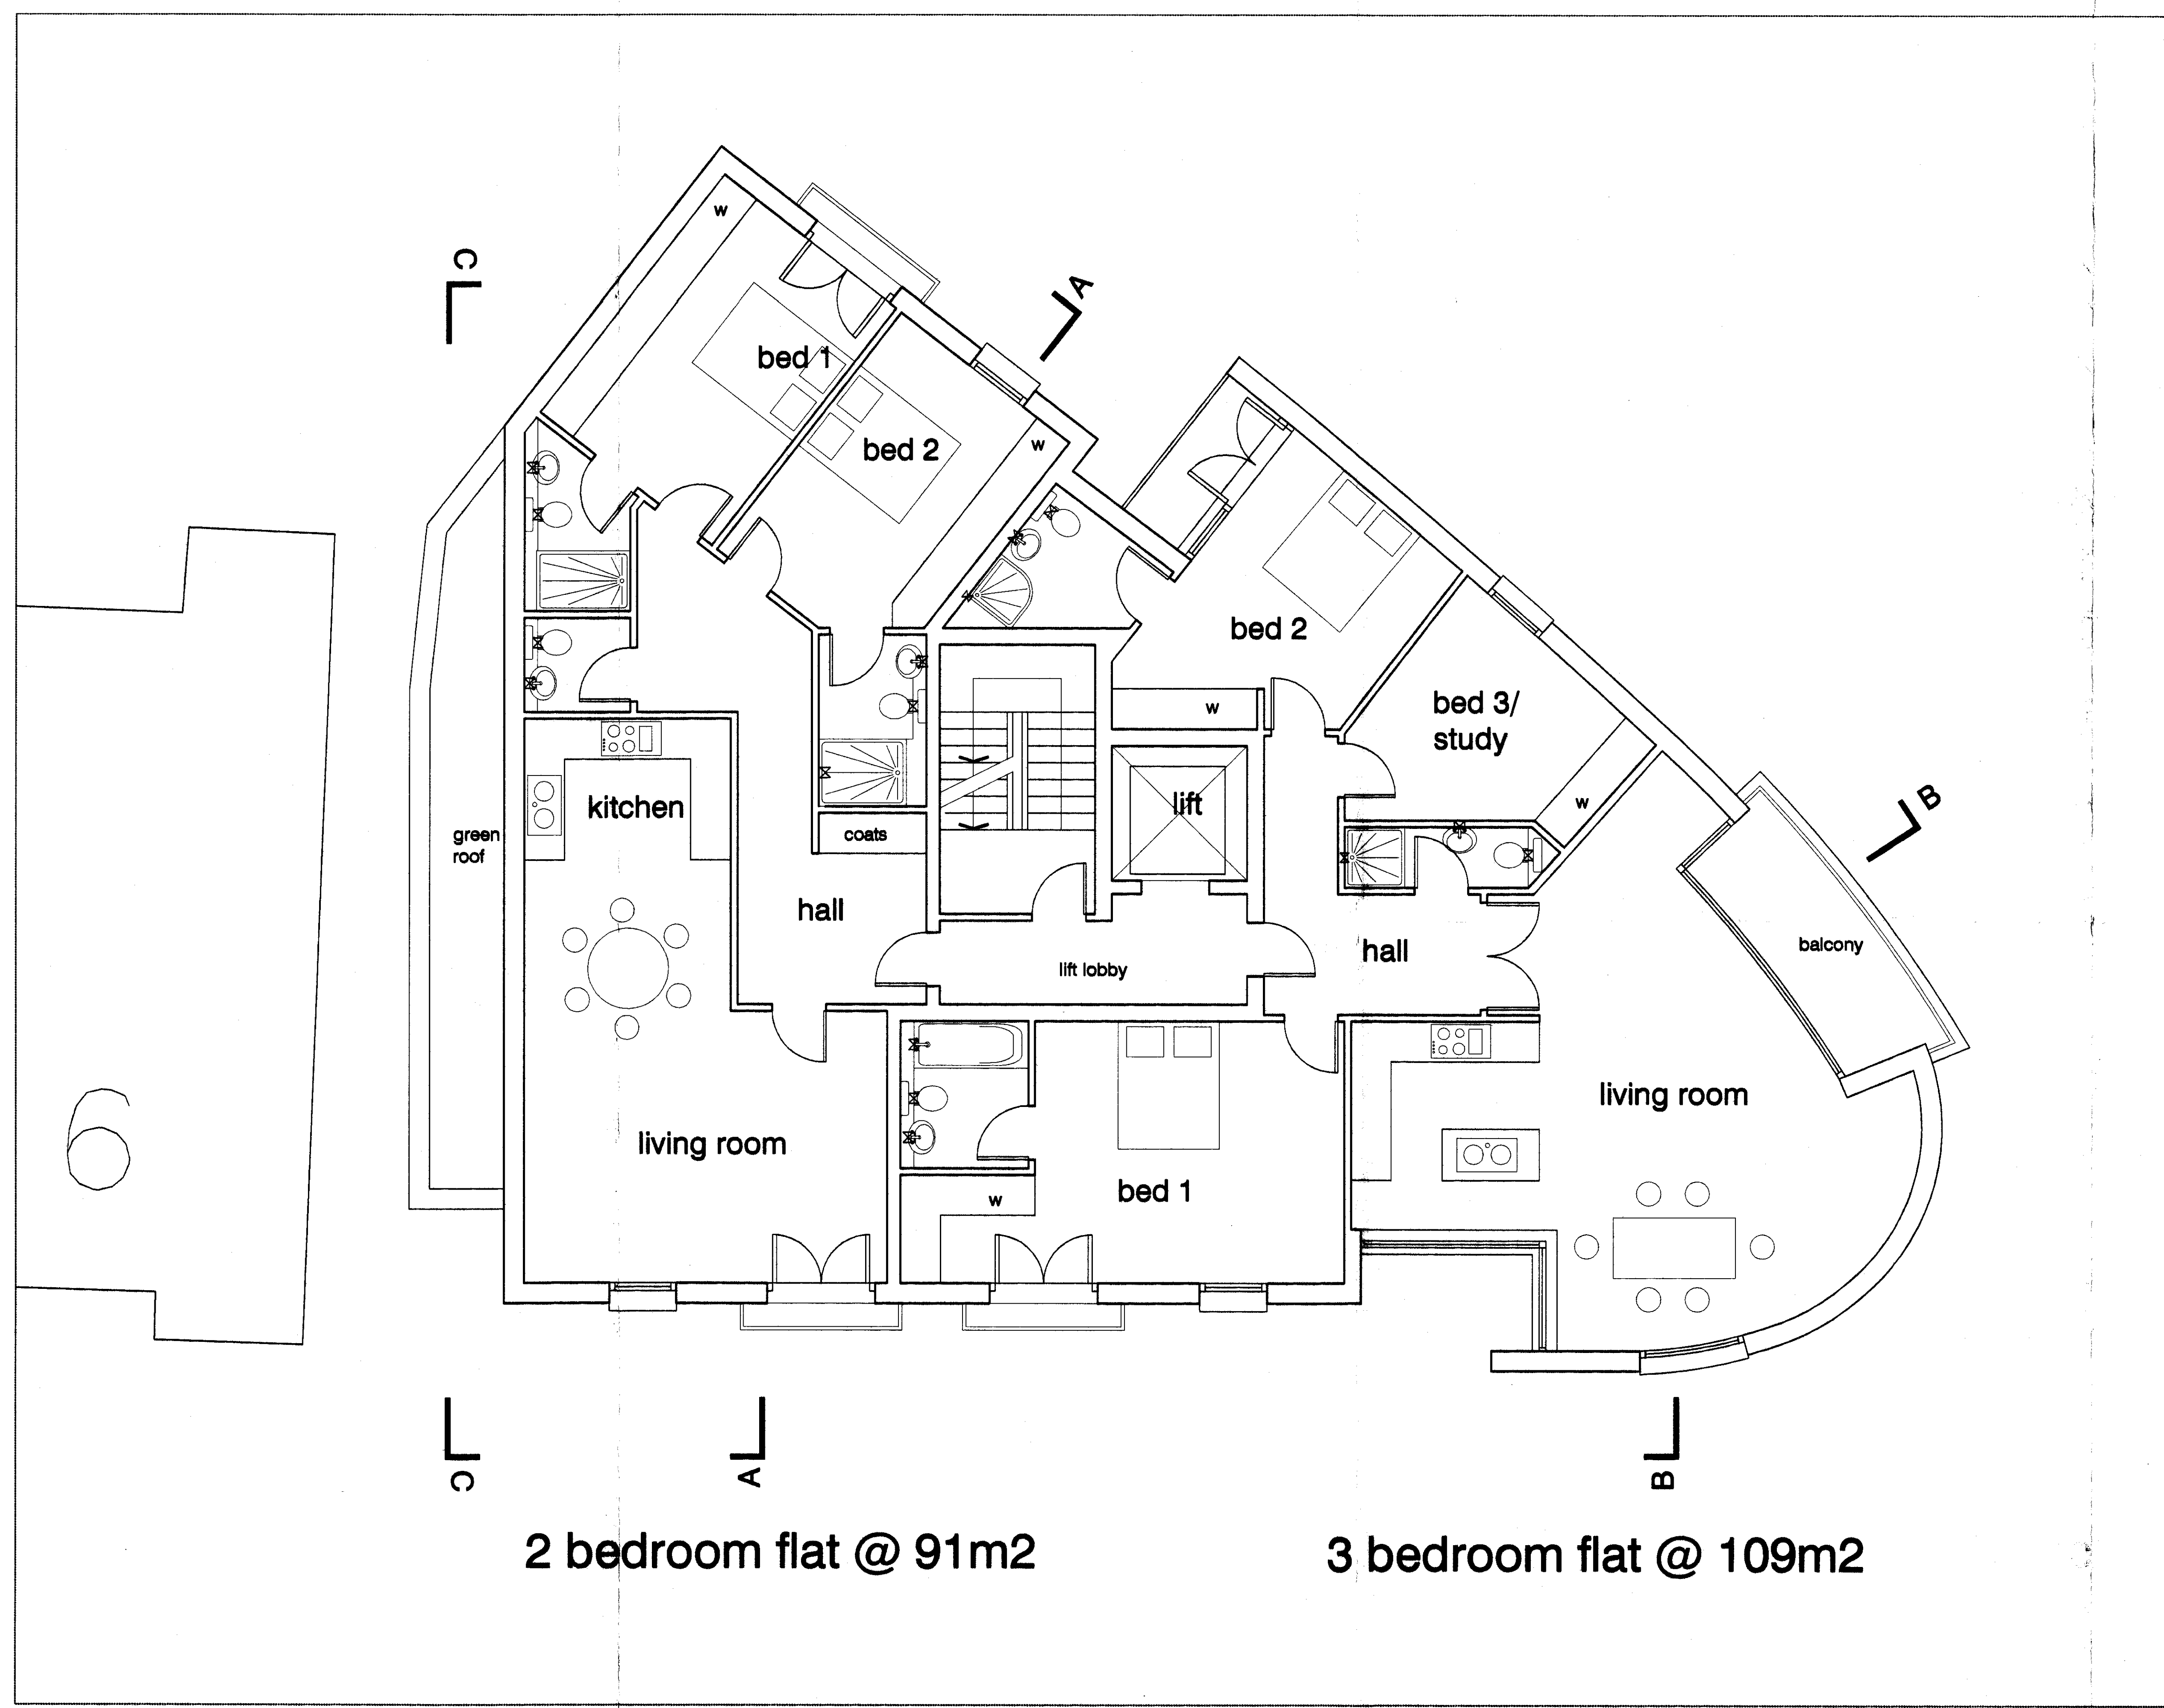 w
C
A
bed 1
bed 2
w
bed 2
bed 3/
study
w
lift
w
B
kitchen
green
roof
coats
hall
hall
balcony
lift lobby
living room
living room
bed 1
w
C
A
B
2 bedroom flat @ 91m2
3 bedroom flat @ 109m2